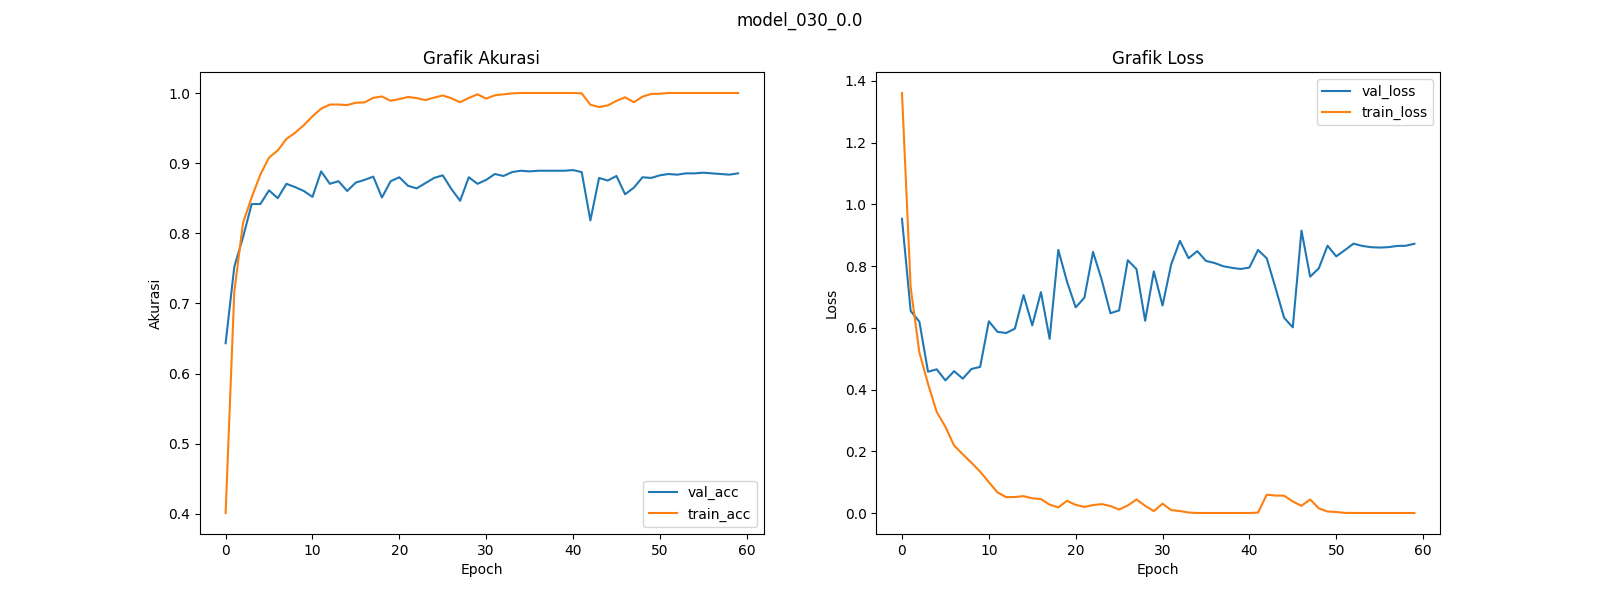 model_030_0.0
Grafik Akurasi
1.0
0.9
0.8
0.7
0.6
0.5
0.4
Akurasi
0 10 20 30 40 50 60
Epoch
val_acc
train_acc
Grafik Loss
1.4
1.2
1.0
0.8
0.6
0.4
0.2
0.0
Loss
0 10 20 30 40 50 60
Epoch
val_loss
train_loss